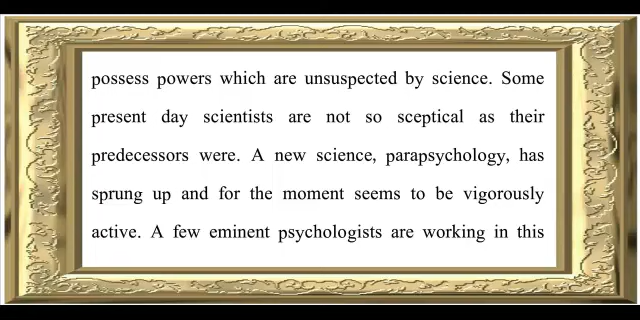 possess powers which are unsuspected by science. Some
present day scientists are not so sceptical as their
predecessors were. A new science, parapsychology, has
sprung up and for the moment seems to be vigorously
active. A few eminent psychologists are working in this